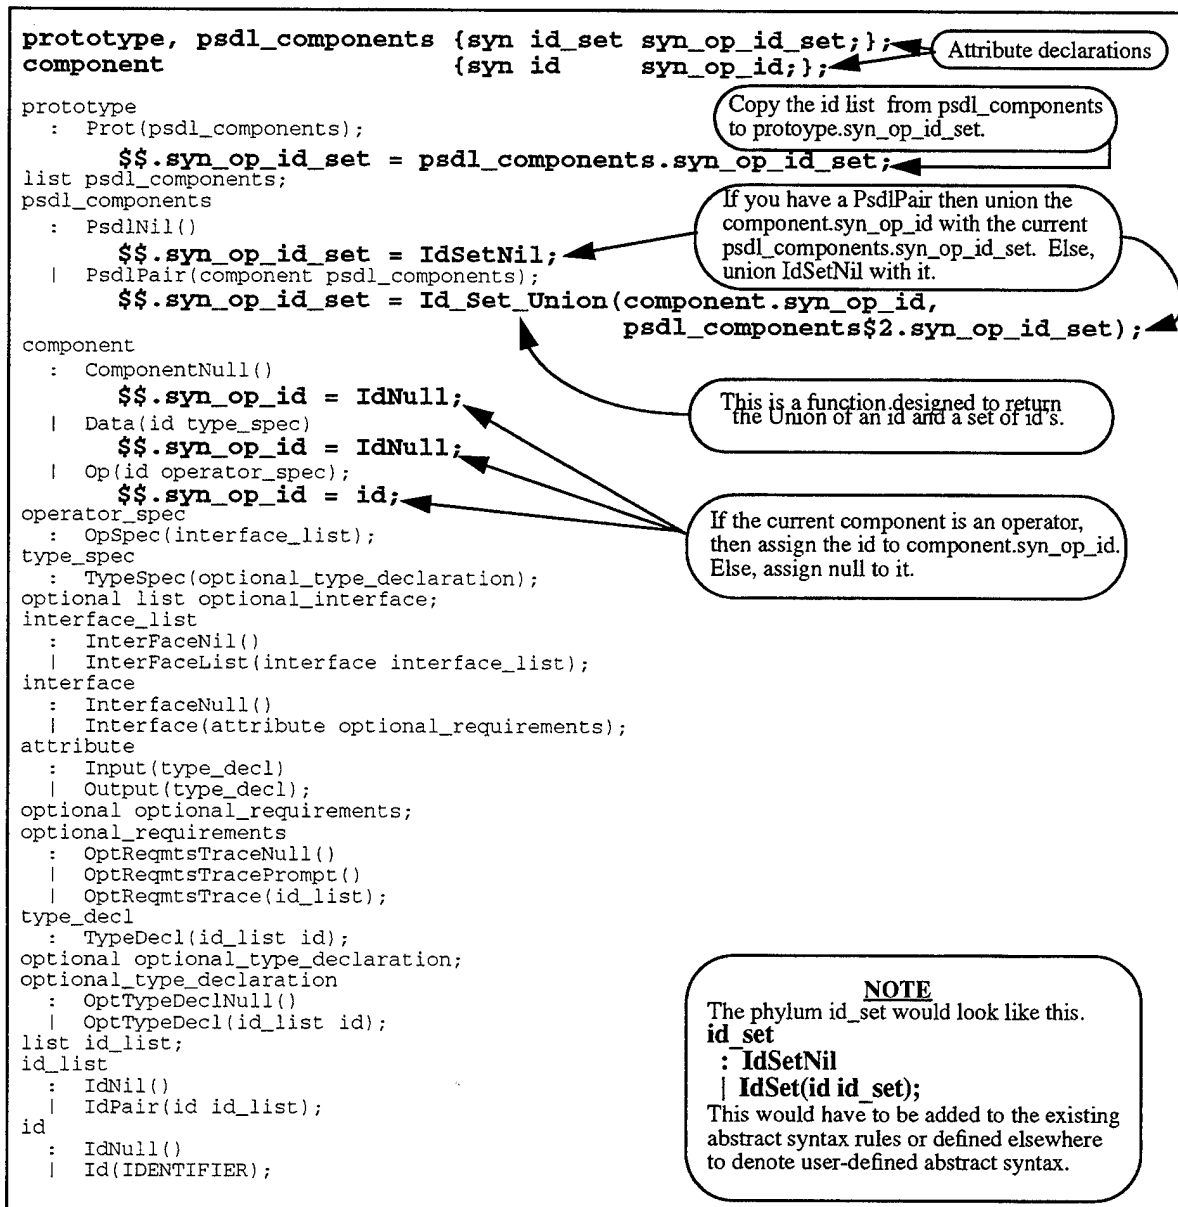 prototype, psdl_components {syn id_set syn_op_id_set;};
component                  {syn id     syn_op_id;};
Attribute declarations
prototype
  :  Prot(psdl_components);
Copy the id list from psdl_components
to protoype.syn_op_id_set.
$$.syn_op_id_set = psdl_components.syn_op_id_set;
list psdl_components;
psdl_components
  :  PsdlNil()
If you have a PsdlPair then union the
component.syn_op_id with the current
psdl_components.syn_op_id_set.  Else,
union IdSetNil with it.
$$.syn_op_id_set = IdSetNil;
  |  PsdlPair(component psdl_components);
$$.syn_op_id_set = Id_Set_Union(component.syn_op_id,
psdl_components$2.syn_op_id_set);
component
  :  ComponentNull()
$$.syn_op_id = IdNull;
This is a function designed to return
the Union of an id and a set of id's.
  |  Data(id type_spec)
$$.syn_op_id = IdNull;
  |  Op(id operator_spec);
$$.syn_op_id = id;
If the current component is an operator,
then assign the id to component.syn_op_id.
Else, assign null to it.
operator_spec
  :  OpSpec(interface_list);
type_spec
  :  TypeSpec(optional_type_declaration);
optional list optional_interface;
interface_list
  :  InterFaceNil()
  |  InterFaceList(interface interface_list);
interface
  :  InterfaceNull()
  |  Interface(attribute optional_requirements);
attribute
  :  Input(type_decl)
  |  Output(type_decl);
optional optional_requirements;
optional_requirements
  :  OptReqmtsTraceNull()
  |  OptReqmtsTracePrompt()
  |  OptReqmtsTrace(id_list);
type_decl
  :  TypeDecl(id_list id);
optional optional_type_declaration;
optional_type_declaration
  :  OptTypeDeclNull()
  |  OptTypeDecl(id_list id);
list id_list;
id_list
  :  IdNil()
  |  IdPair(id id_list);
id
  :  IdNull()
  |  Id(IDENTIFIER);
NOTE
The phylum id_set would look like this.
id_set
  : IdSetNil
  | IdSet(id id_set);
This would have to be added to the existing
abstract syntax rules or defined elsewhere
to denote user-defined abstract syntax.